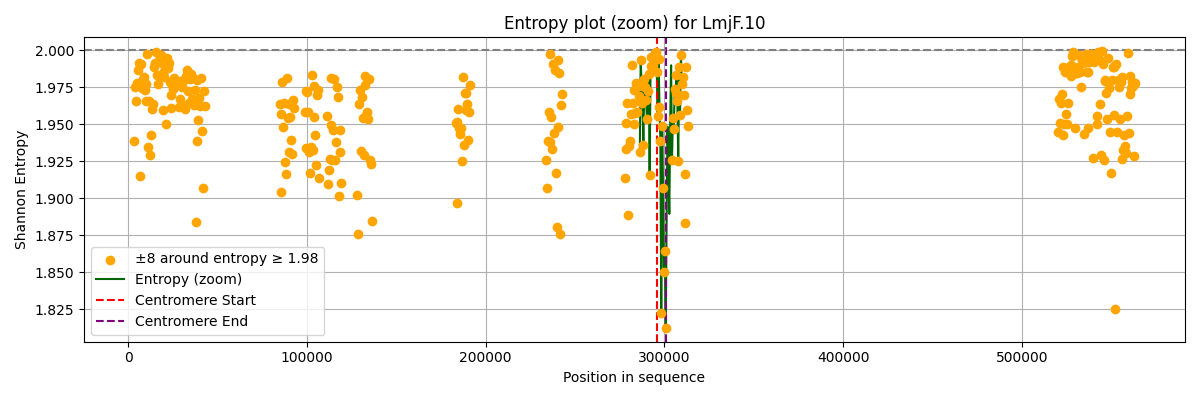 Entropy plot (zoom) for LmjF.10
2.000
1.975
1.950
1.925
1.900
1.875
1.850
1.825
Shannon Entropy
±8 around entropy ≥ 1.98
Entropy (zoom)
Centromere Start
Centromere End
0 100000 200000 300000 400000 500000
Position in sequence